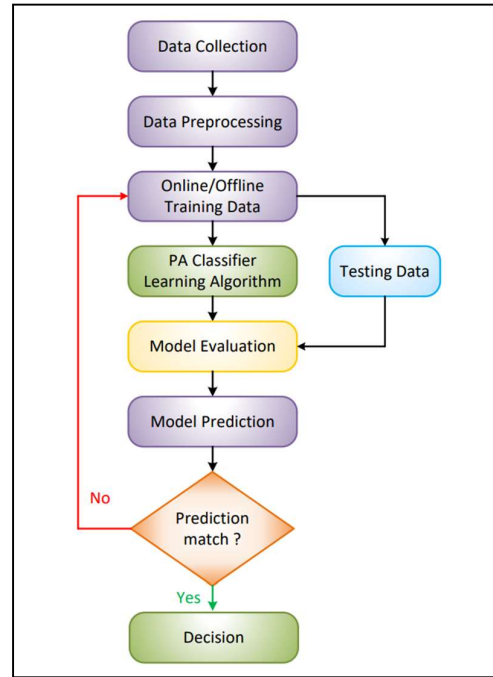 Data Collection
Data Preprocessing
Online/Offline
Training Data
PA Classifier
Learning Algorithm
Testing Data
Model Evaluation
Model Prediction
No
Prediction
match ?
Yes
Decision